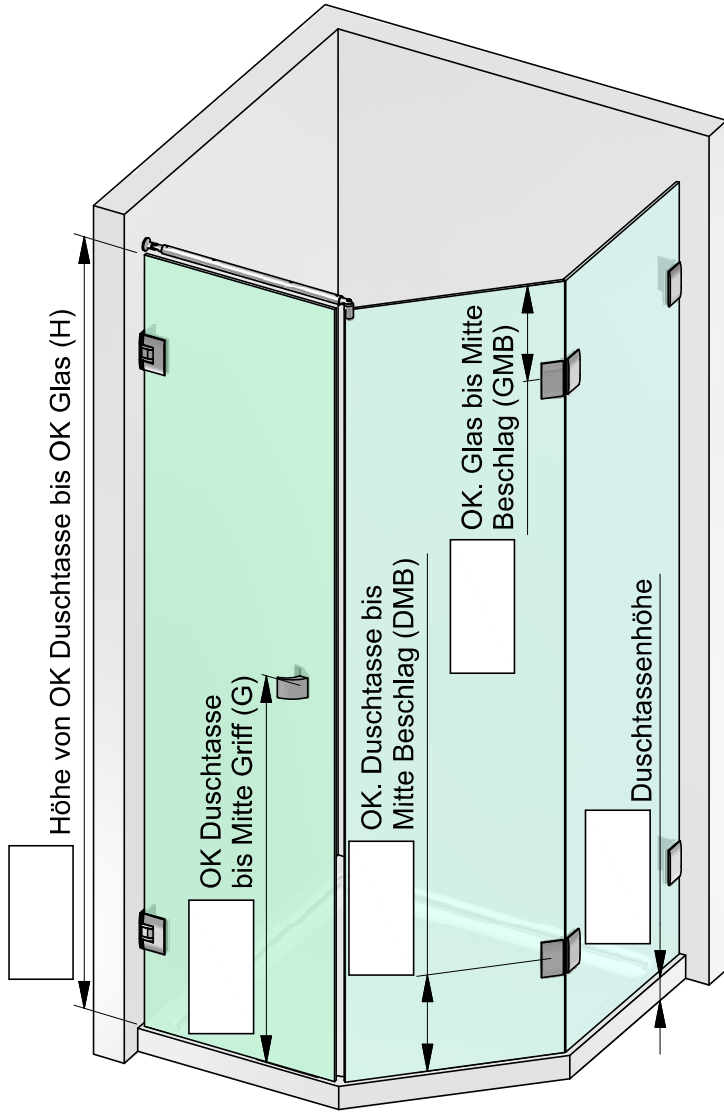 Höhe von OK Duschtasse bis OK Glas (H)
OK Duschtasse
bis Mitte Griff (G)
OK. Duschtasse bis
Mitte Beschlag (DMB)
OK. Glas bis Mitte
Beschlag (GMB)
Duschtassenhöhe